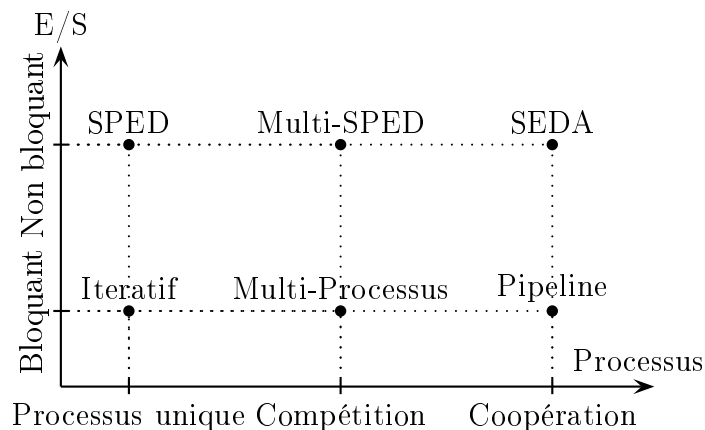 E/S
Non bloquant
SPED
Multi-SPED
SEDA
Bloquant
Iteratif
Multi-Processus
Pipeline
Processus
Processus unique
Compétition
Coopération